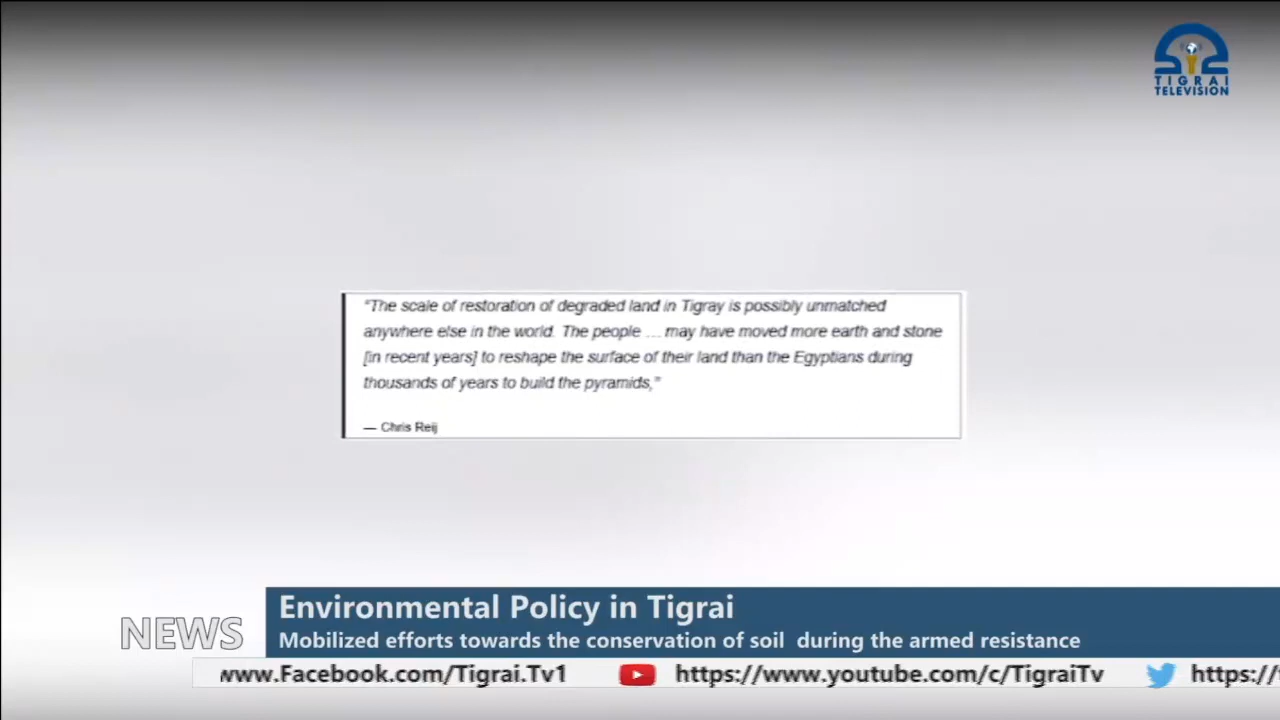 TIGRAI
TELEVISION
"The scale of restoration of degraded land in Tigray is possibly unmatched
anywhere else in the world. The people ... may have moved more earth and stone
[in recent years] to reshape the surface of their land than the Egyptians during
thousands of years to build the pyramids,"
— Chris Reij
NEWS
Environmental Policy in Tigrai
Mobilized efforts towards the conservation of soil  during the armed resistance
www.Facebook.com/Tigrai.Tv1 https://www.youtube.com/c/TigraiTv https:/